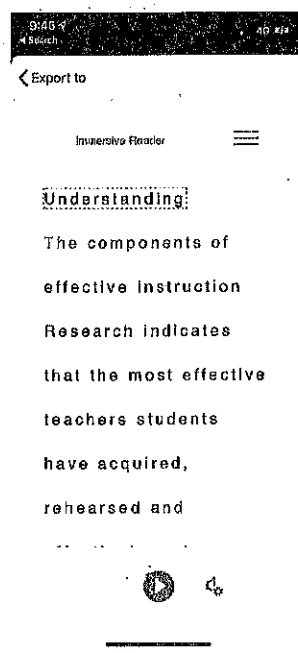 9:46
Search
4G
Export to
Immersive Reader
Understanding
The components of
effective instruction
Research indicates
that the most effective
teachers students
have acquired,
rehearsed and